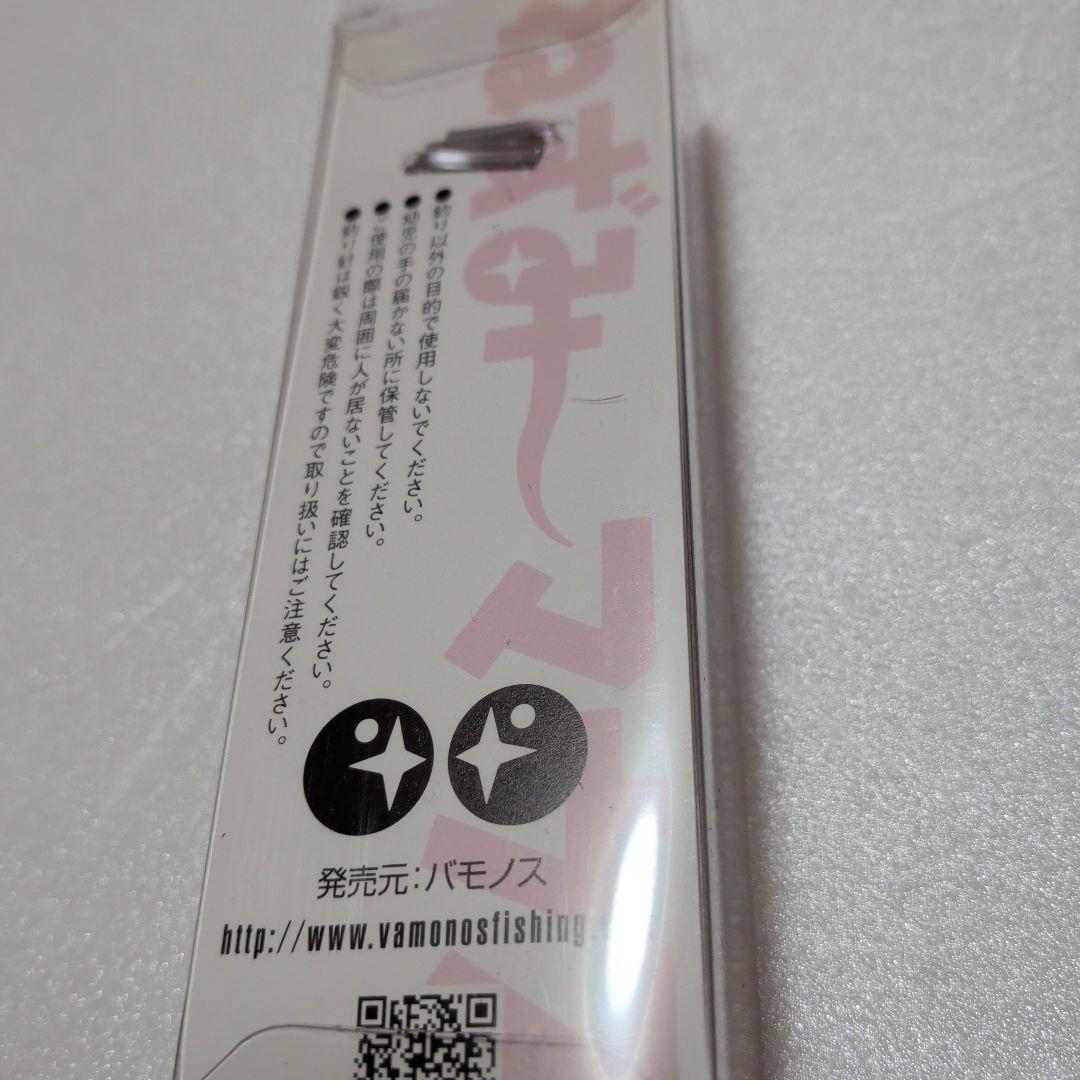 ●釣り以外の目的で使用しないでください。
●幼児の手の届かない所に保管してください。
●ご使用の際は周囲に人が居ないことを確認してください。
●釣り針は鋭く大変危険ですので取り扱いにはご注意ください。
発売元:バモノス
http://www.vamonosfishing.